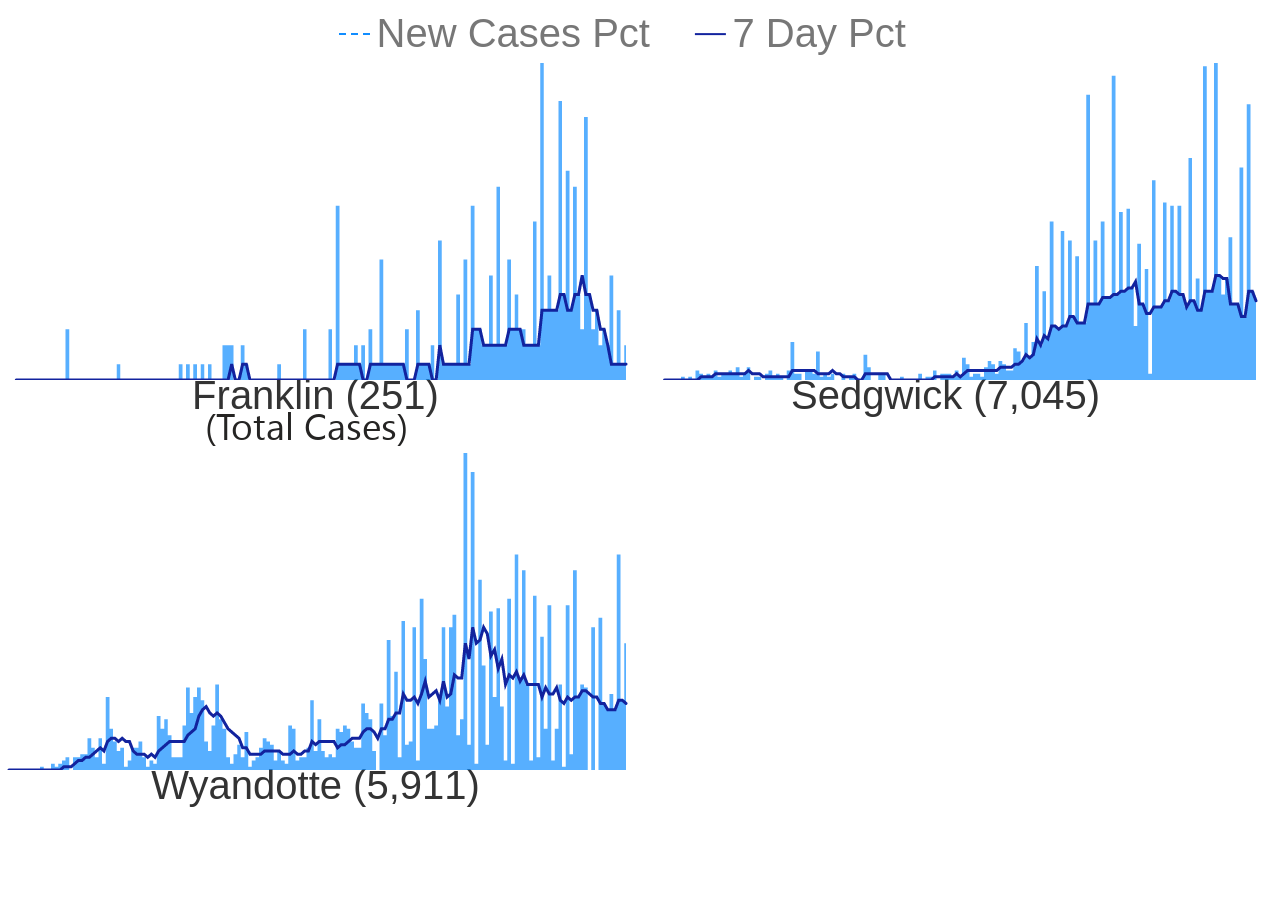 New Cases Pct 7 Day Pct
Franklin (251) Sedgwick (7,045)
(Total Cases)
Wyandotte (5,911)